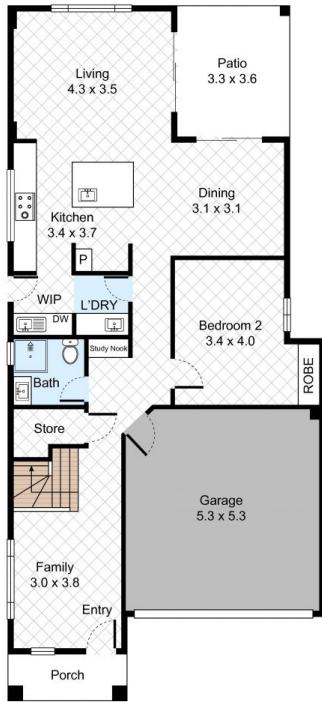 Living
4.3 x 3.5
Patio
3.3 x 3.6
Dining
3.1 x 3.1
Kitchen
3.4 x 3.7
P
WIP
L'DRY
DW
Bedroom 2
3.4 x 4.0
Study Nook
ROBE
Bath
Store
Garage
5.3 x 5.3
Family
3.0 x 3.8
Entry
Porch